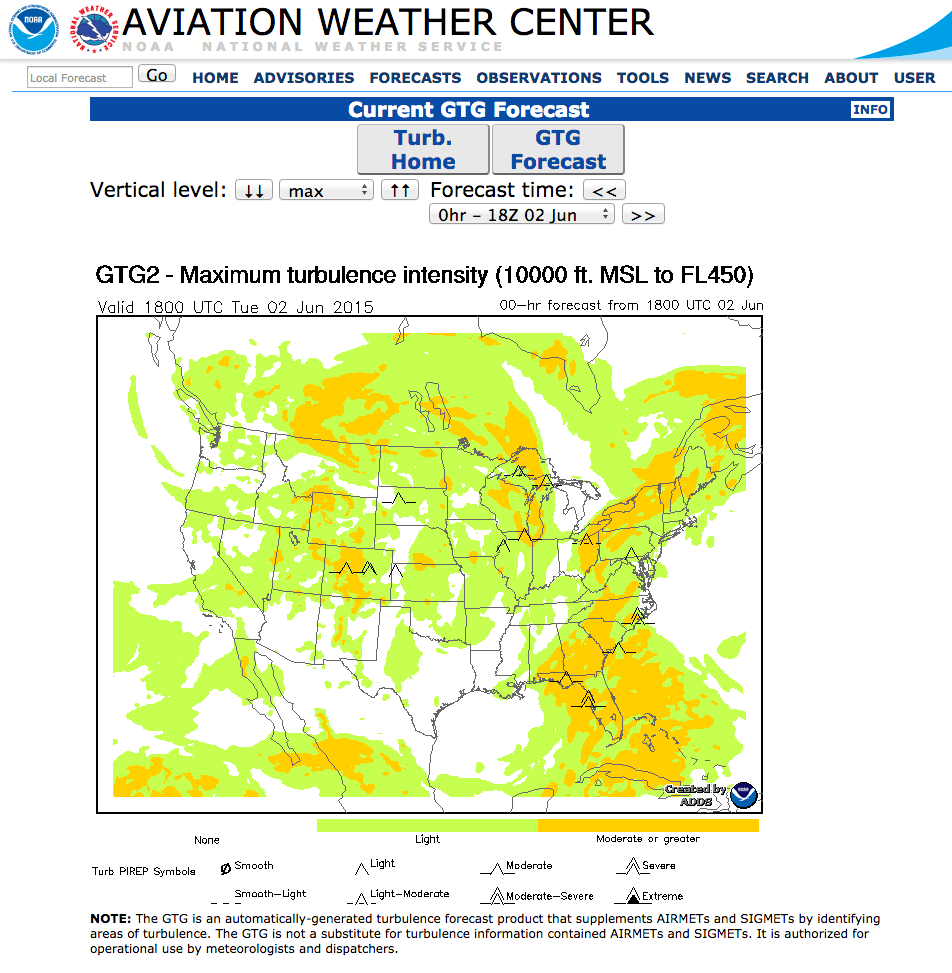 AVIATION WEATHER CENTER
NOAA NATIONAL WEATHER SERVICE
Local Forecast Go HOME ADVISORIES FORECASTS OBSERVATIONS TOOLS NEWS SEARCH ABOUT USER
Current GTG Forecast INFO
Turb. Home
GTG Forecast
Vertical level: ↓↓ max ↑↑ Forecast time: <<
0hr – 18Z 02 Jun >>
GTG2 - Maximum turbulence intensity (10000 ft. MSL to FL450)
Valid 1800 UTC Tue 02 Jun 2015 00-hr forecast from 1800 UTC 02 Jun
Created by
ADDS
None Light Moderate or greater
Turb PIREP Symbols
Smooth Light Moderate Severe
Smooth-Light Light-Moderate Moderate-Severe Extreme
NOTE: The GTG is an automatically-generated turbulence forecast product that supplements AIRMETs and SIGMETs by identifying
areas of turbulence. The GTG is not a substitute for turbulence information contained AIRMETs and SIGMETs. It is authorized for
operational use by meteorologists and dispatchers.